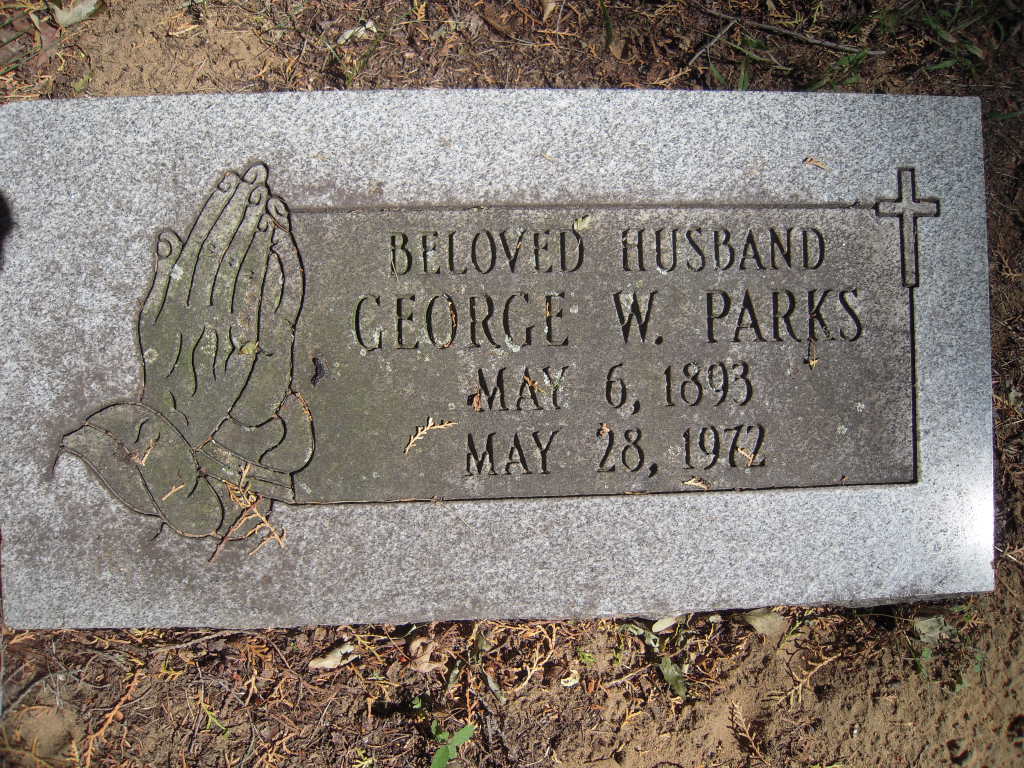 BELOVED HUSBAND
GEORGE W. PARKS
MAY 6, 1893
MAY 28, 1972